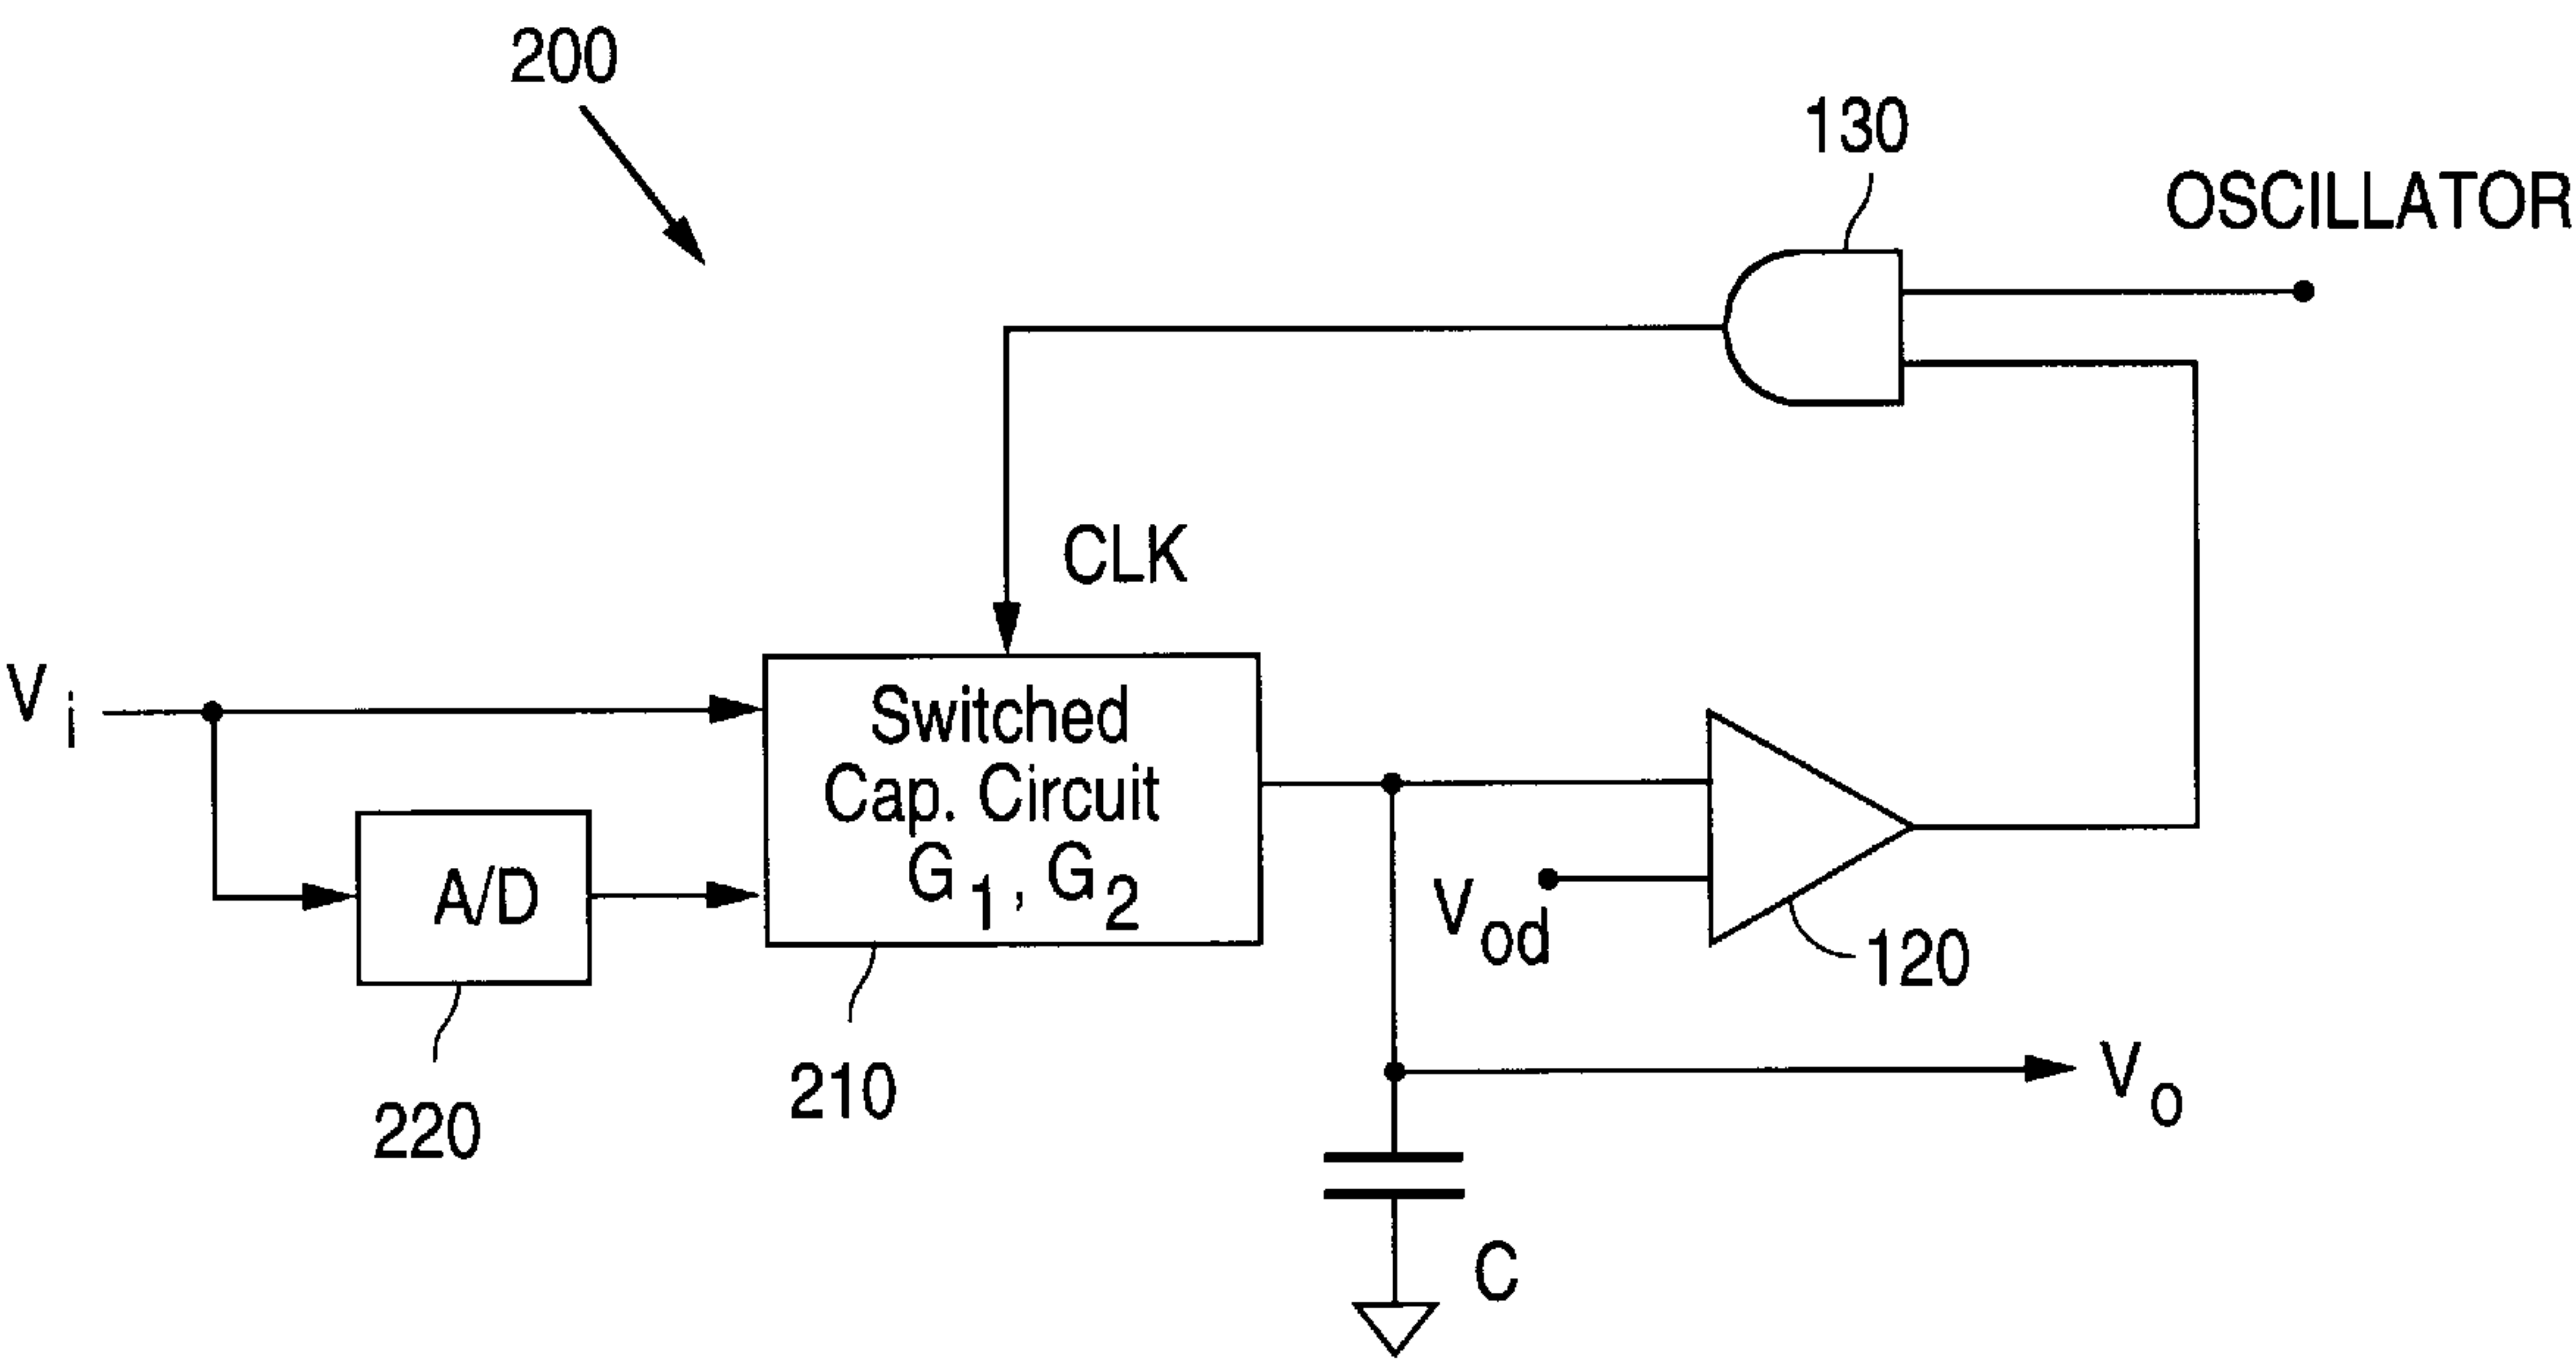 200
130
OSCILLATOR
CLK
Vi
Switched
Cap. Circuit
G1, G2
A/D
Vod
120
210
220
Vo
C